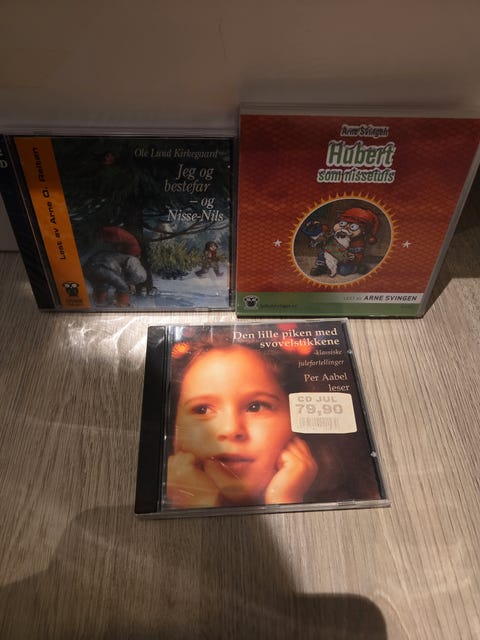 Ole Lund Kirkegaard
Jeg og
bestefar
– og
Nisse-Nils
Lest av Arne O. Reitan
Arne Svingen
Hubert
som nissetufs
LEST AV ARNE SVINGEN
Den lille piken med
svovelstikkene
-klassiske
julefortellinger
Per Aabel
leser
CD JUL
79,90